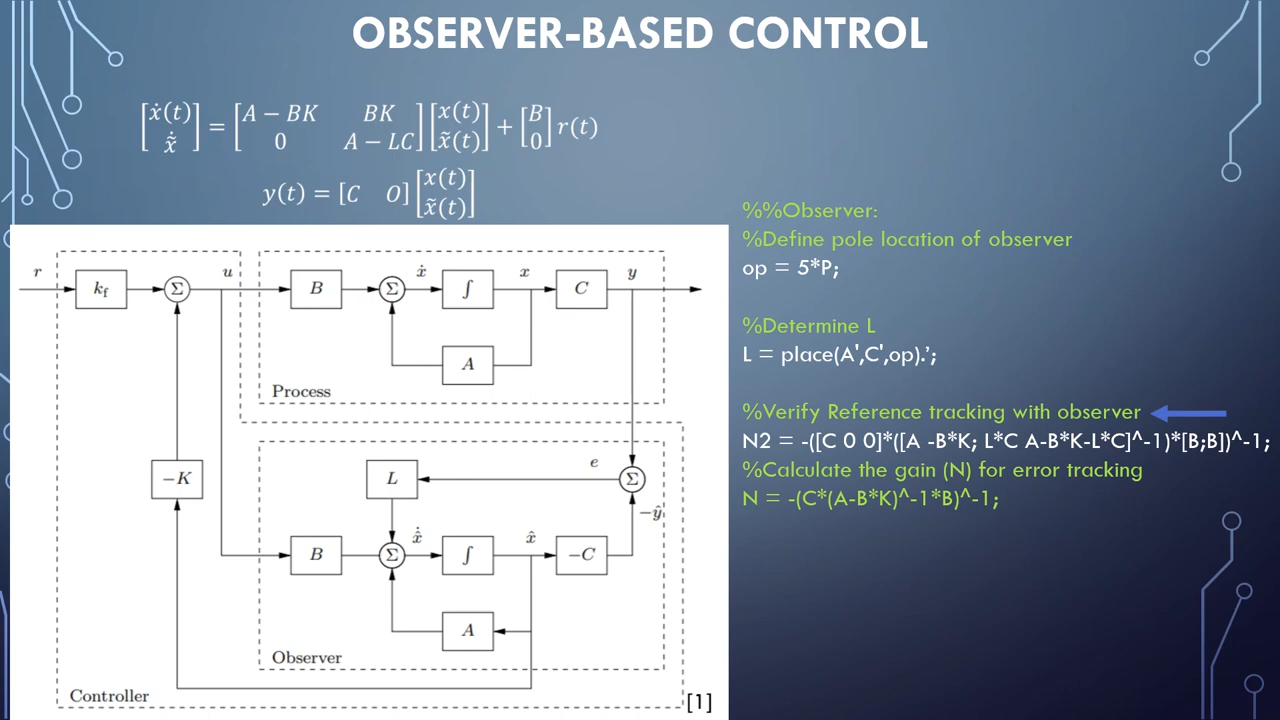 OBSERVER-BASED CONTROL
[ẋ(t) x̃̇] = [A − BK BK 0 A − LC] [x(t) x̃(t)] + [B 0] r(t)
y(t) = [C O] [x(t) x̃(t)]
%%Observer:
%Define pole location of observer
op = 5*P;
%Determine L
L = place(A',C',op).’;
%Verify Reference tracking with observer
N2 = -([C 0 0]*([A -B*K; L*C A-B*K-L*C]^-1)*[B;B])^-1;
%Calculate the gain (N) for error tracking
N = -(C*(A-B*K)^-1*B)^-1;
r kf Σ u B Σ ẋ ∫ x C y
A
Process
−K L e Σ
−ŷ
B Σ x̂̇ ∫ x̂ −C
A
Observer
Controller
[1]